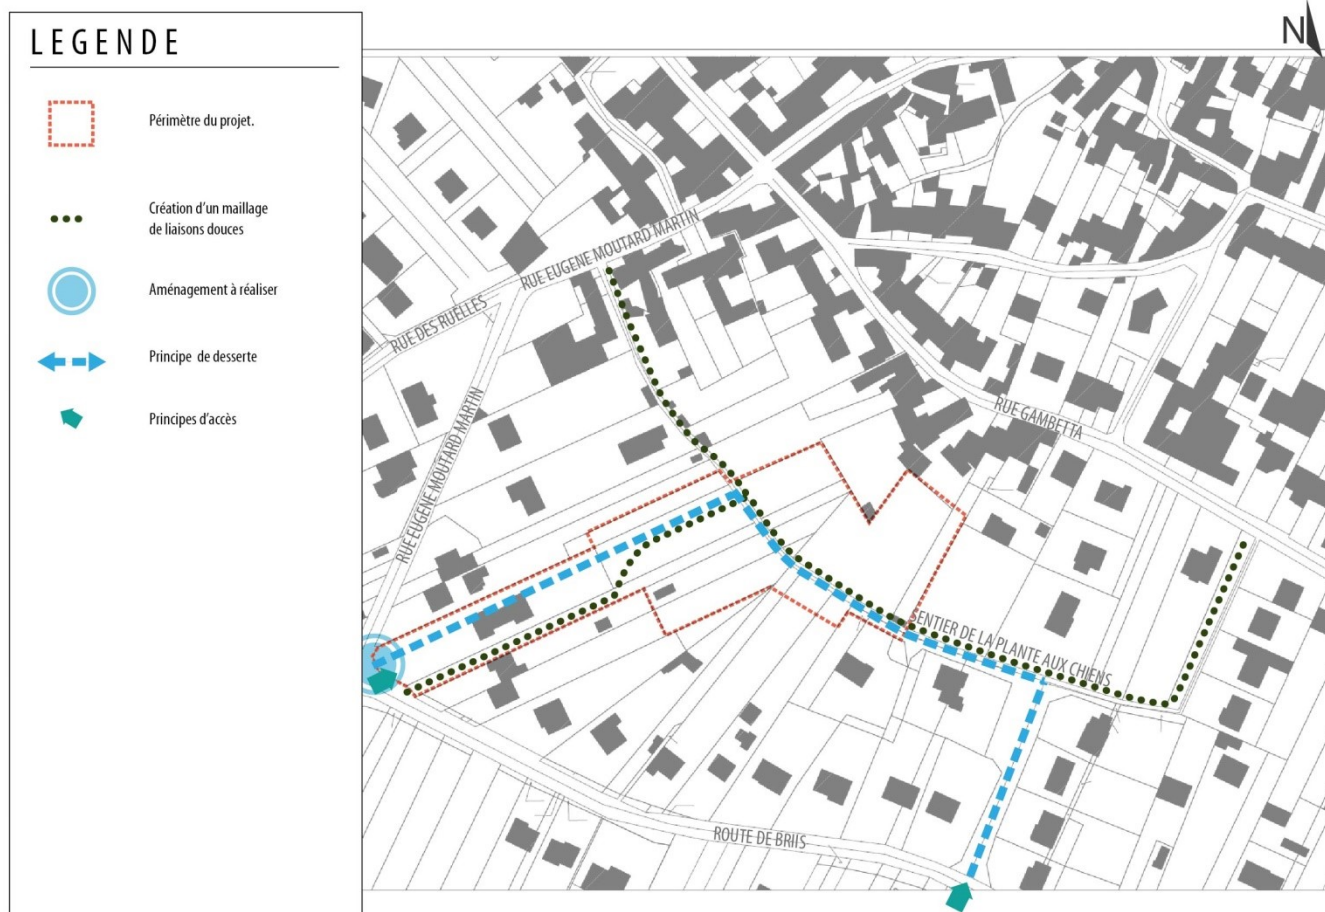 LEGENDE
Périmètre du projet.
Création d'un maillage
de liaisons douces
Aménagement à réaliser
Principe de desserte
Principes d'accès
N
RUE EUGENE MOUTARD MARTIN
RUE DES RUELLES
RUE EUGENE MOUTARD MARTIN
RUE GAMBETTA
SENTIER DE LA PLANTE AUX CHIENS
ROUTE DE BRIIS